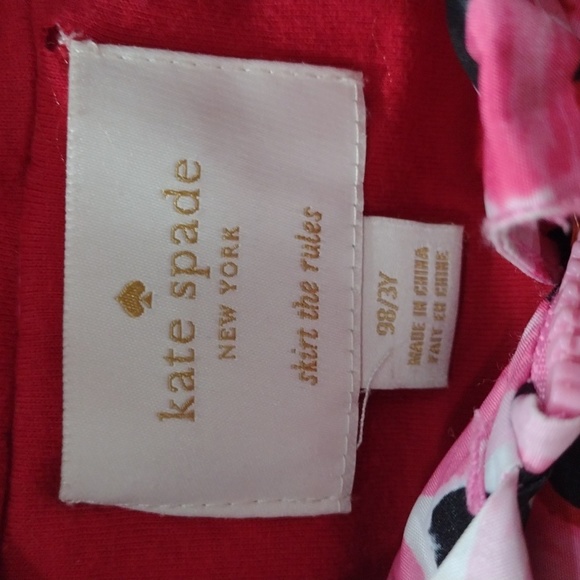 kate spade
NEW YORK
skirt the rules
98/3Y
MADE IN CHINA
FAIT EN CHINE